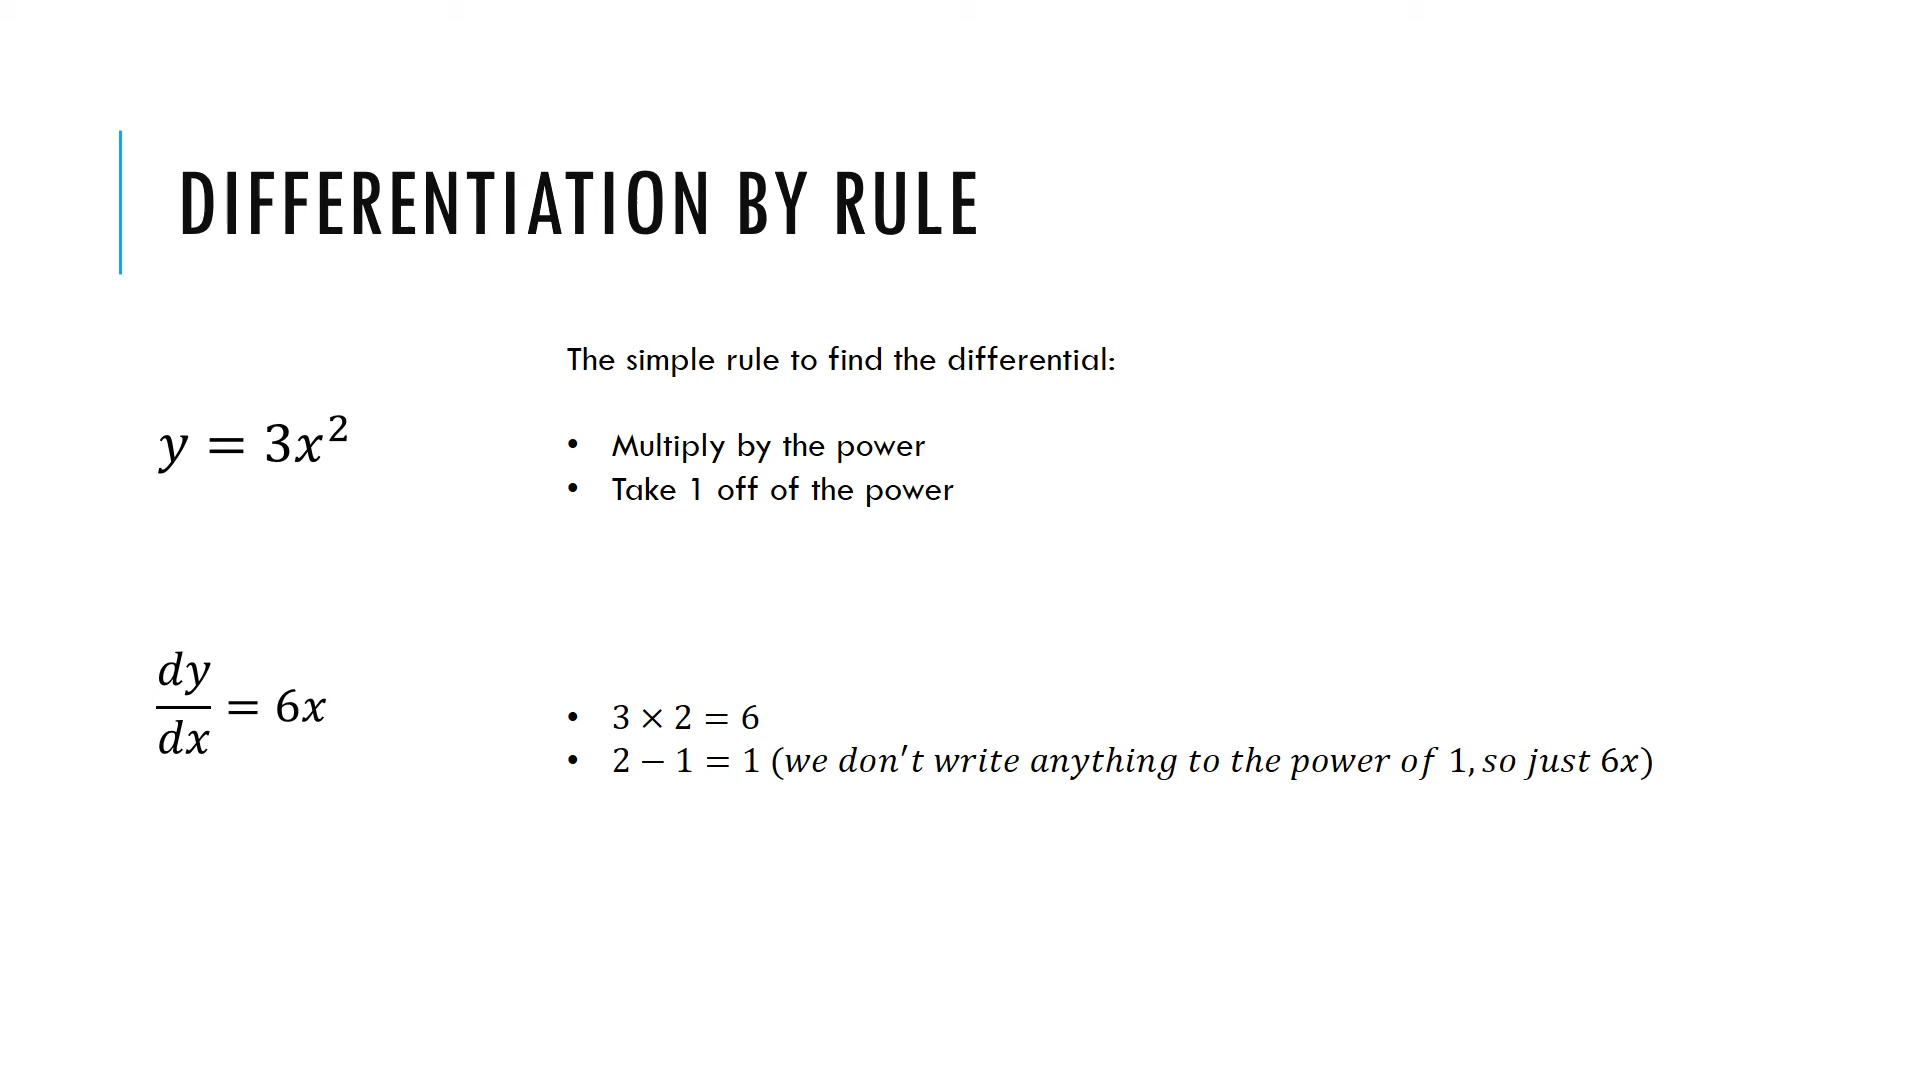 DIFFERENTIATION BY RULE
The simple rule to find the differential:
y = 3x²
• Multiply by the power
• Take 1 off of the power
dy/dx = 6x
• 3 × 2 = 6
• 2 − 1 = 1 (we don't write anything to the power of 1, so just 6x)